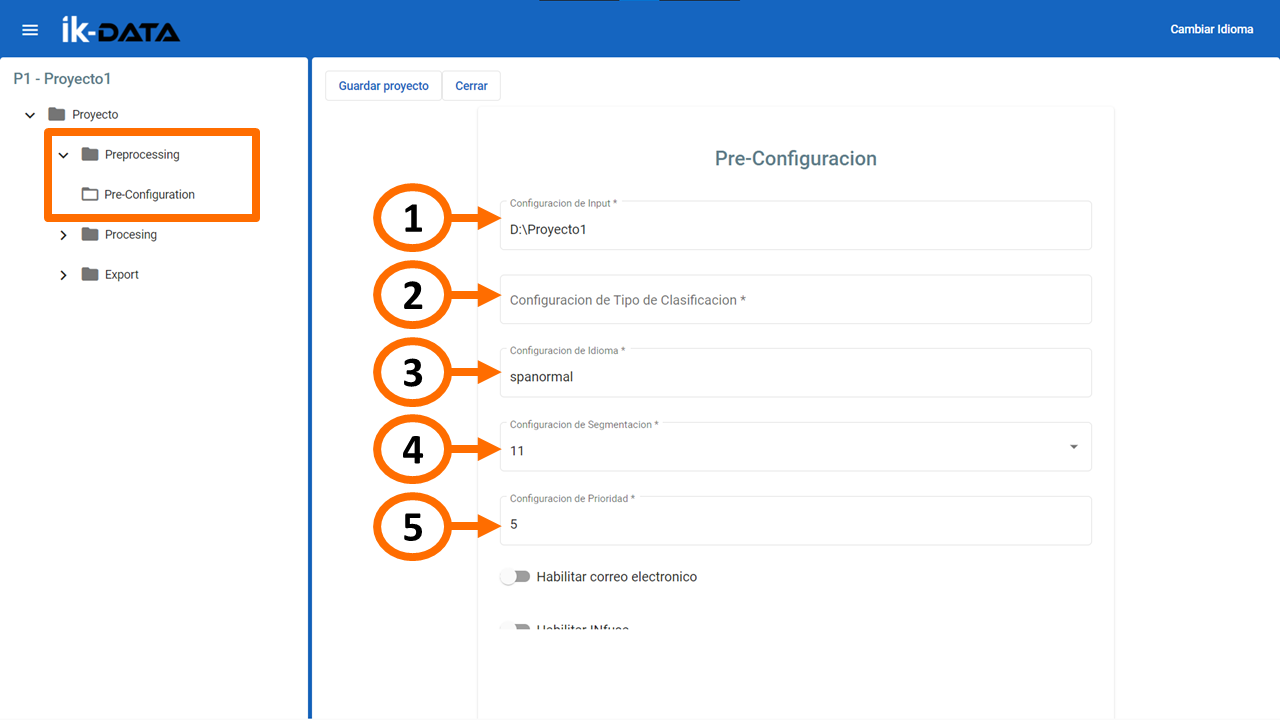 ik-DATA
Cambiar Idioma
P1 - Proyecto1
Proyecto
Preprocessing
Pre-Configuration
Procesing
Export
Guardar proyecto
Cerrar
Pre-Configuracion
1
Configuracion de Input *
D:\Proyecto1
2
Configuracion de Tipo de Clasificacion *
3
Configuracion de Idioma *
spanormal
4
Configuracion de Segmentacion *
11
5
Configuracion de Prioridad *
5
Habilitar correo electronico
Habilitar INfuse